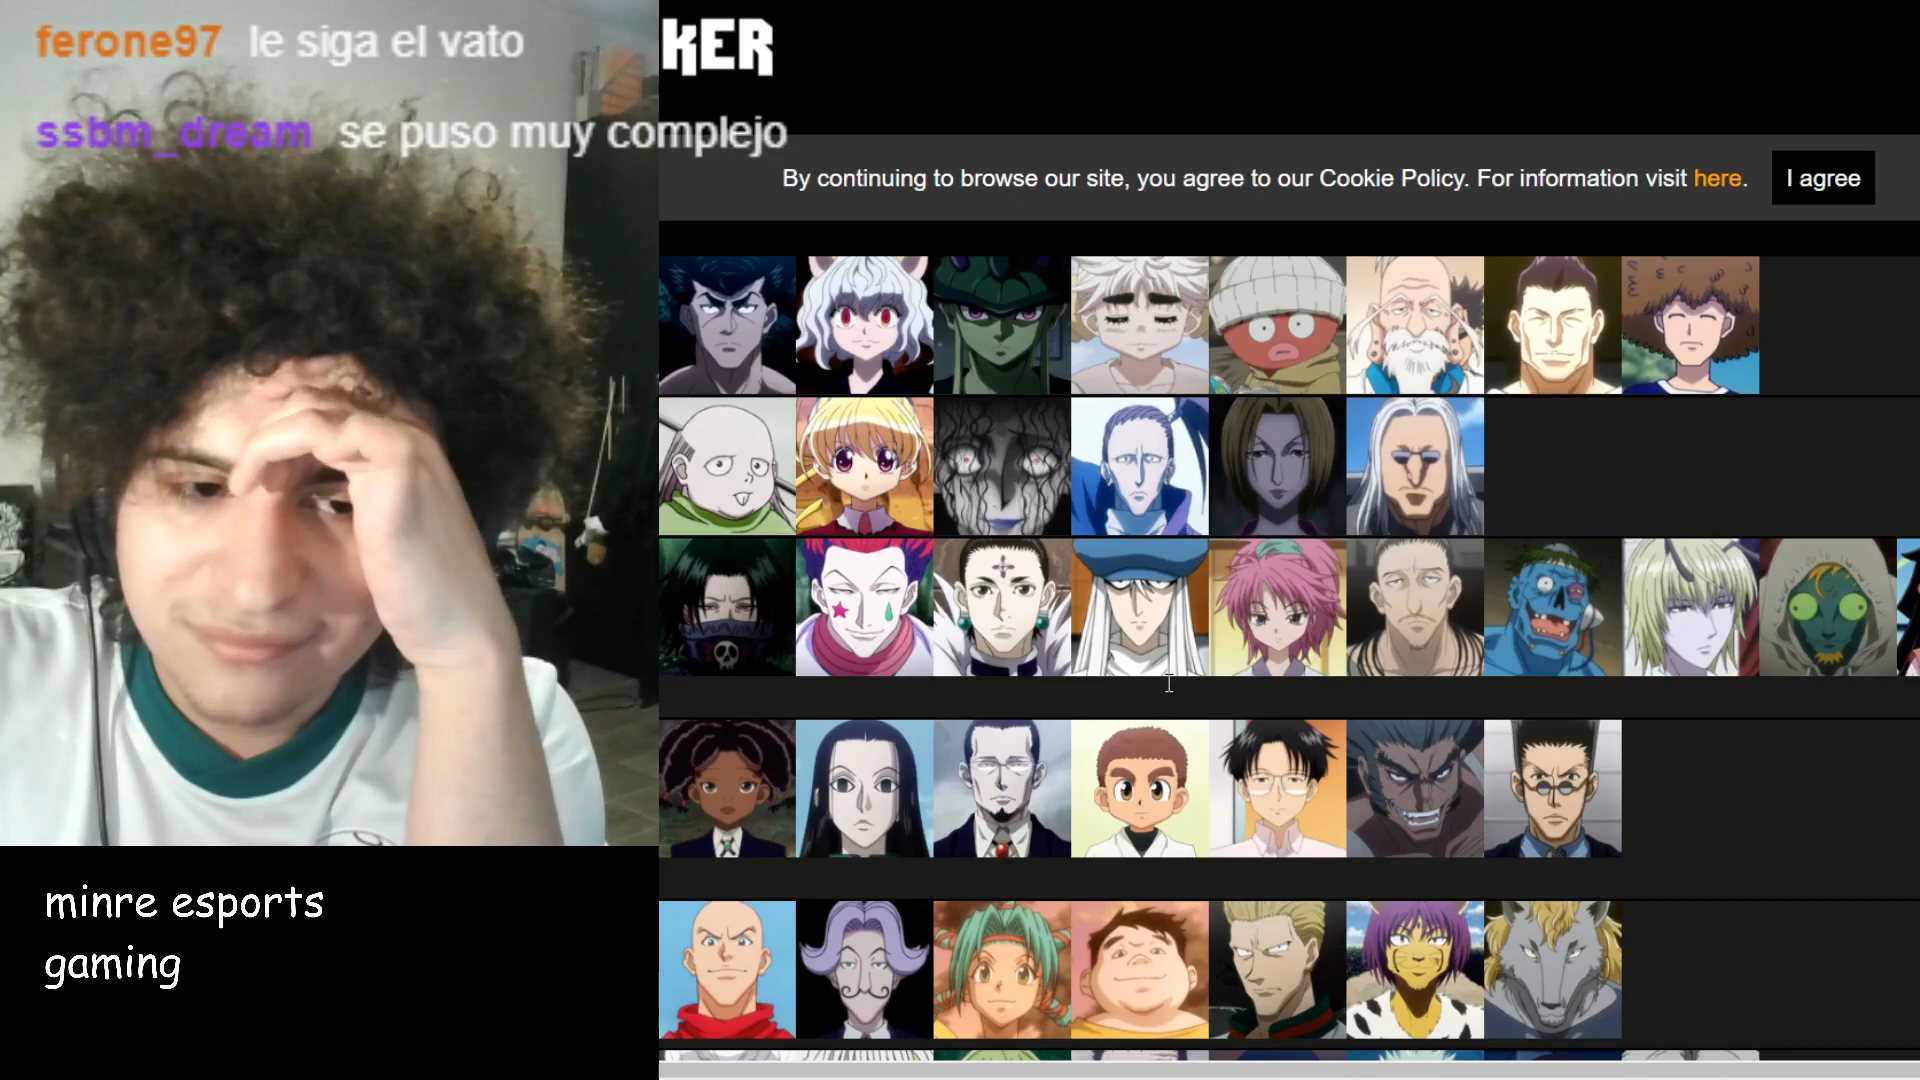 ferone97 le siga el vato
KER
ssbm_dream se puso muy complejo
By continuing to browse our site, you agree to our Cookie Policy. For information visit here. I agree
minre esports
gaming